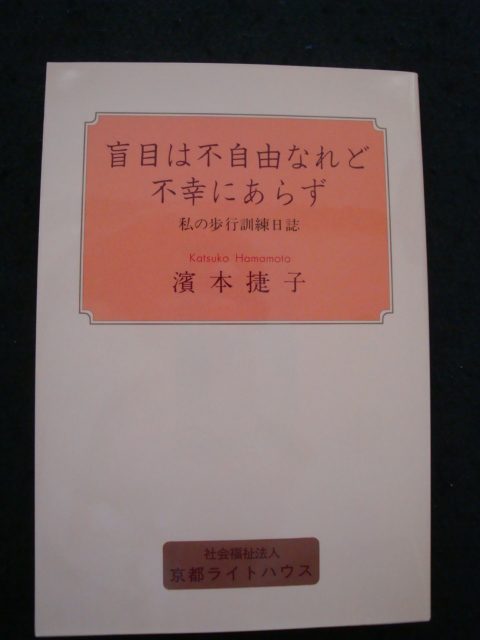 盲目は不自由なれど
不幸にあらず
私の歩行訓練日誌
Katsuko Hamamoto
濱本捷子
社会福祉法人
京都ライトハウス